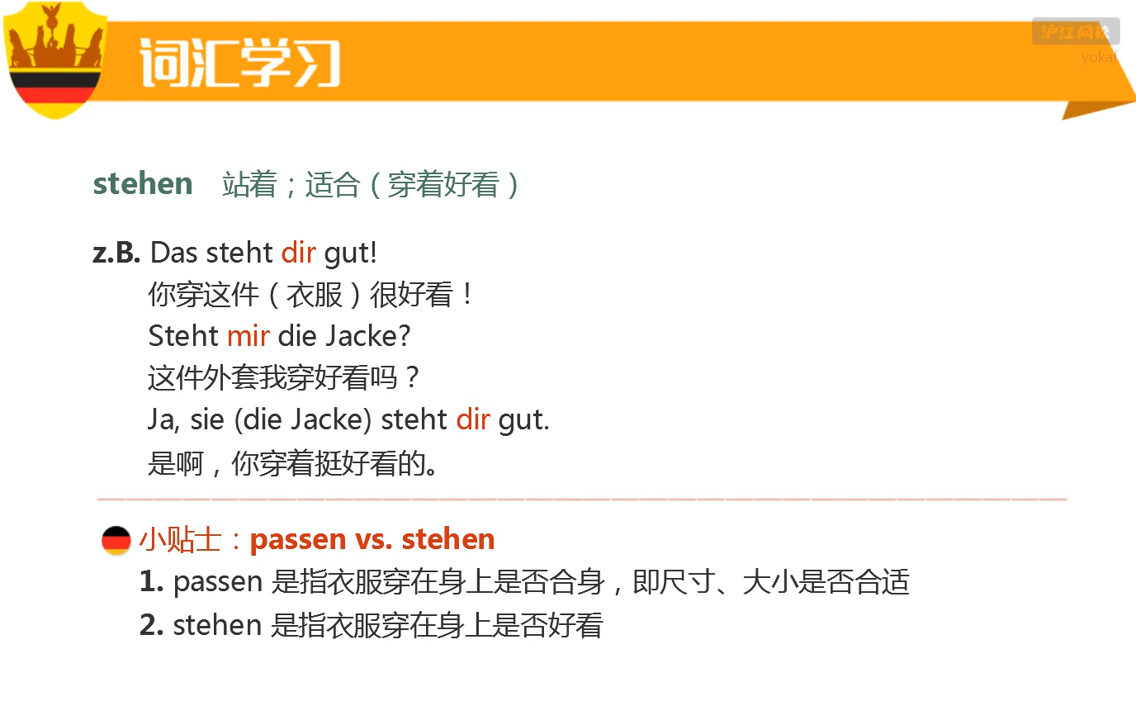 词汇学习
沪江网校
yokai
stehen 站着；适合（穿着好看）
z.B. Das steht dir gut!
你穿这件（衣服）很好看！
Steht mir die Jacke?
这件外套我穿好看吗？
Ja, sie (die Jacke) steht dir gut.
是啊，你穿着挺好看的。
小贴士：passen vs. stehen
1. passen 是指衣服穿在身上是否合身，即尺寸、大小是否合适
2. stehen 是指衣服穿在身上是否好看